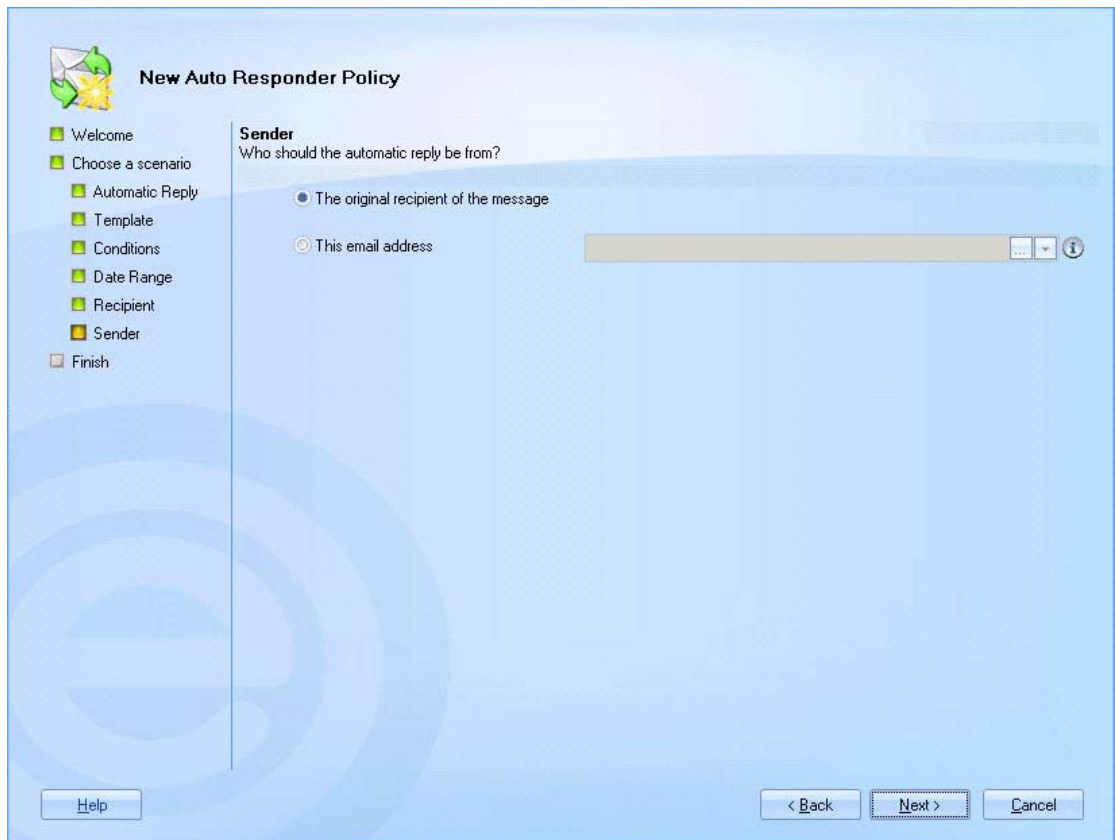 New Auto Responder Policy
Welcome
Choose a scenario
Automatic Reply
Template
Conditions
Date Range
Recipient
Sender
Finish
Sender
Who should the automatic reply be from?
The original recipient of the message
This email address
...
Help
< Back
Next >
Cancel